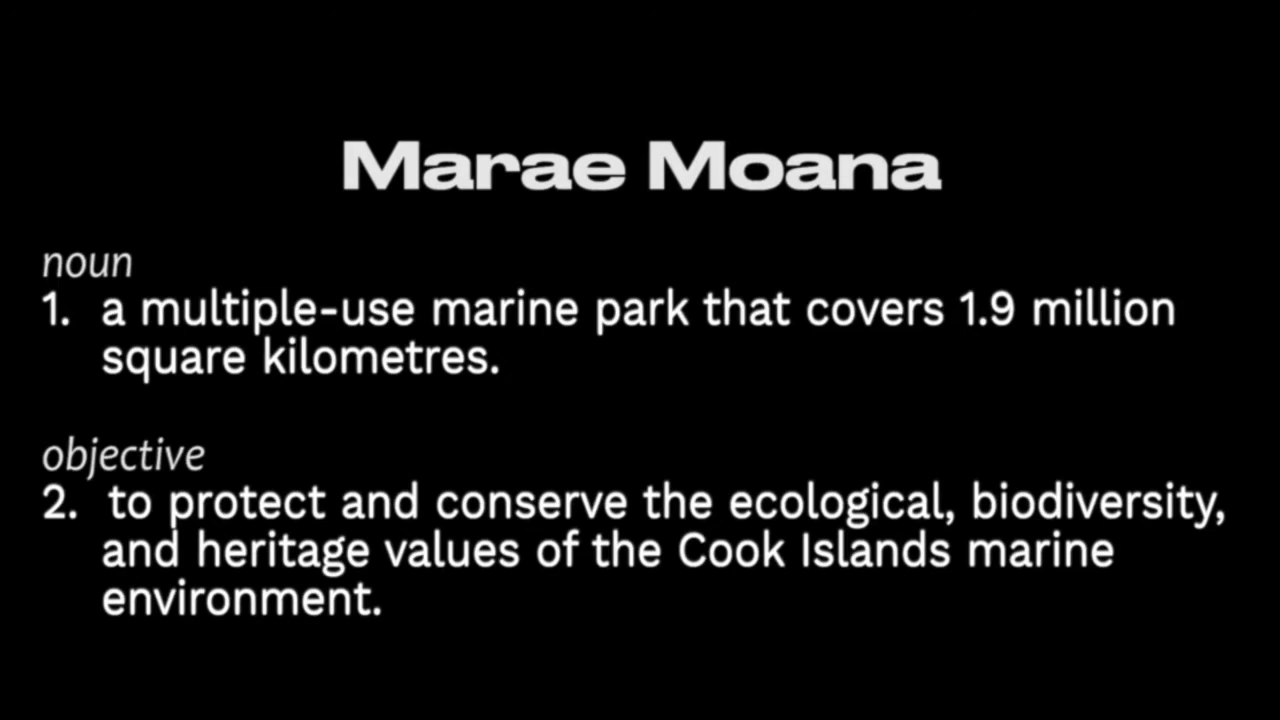 Marae Moana
noun
1. a multiple-use marine park that covers 1.9 million
square kilometres.
objective
2. to protect and conserve the ecological, biodiversity,
and heritage values of the Cook Islands marine
environment.